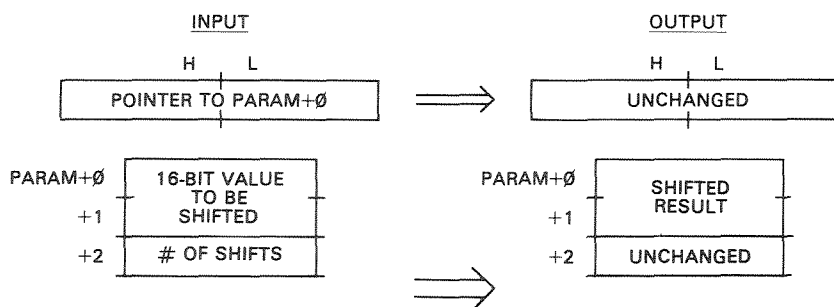 INPUT
OUTPUT
H L
H L
POINTER TO PARAM+Ø
UNCHANGED
PARAM+Ø
16-BIT VALUE
TO BE
SHIFTED
+1
+2
# OF SHIFTS
PARAM+Ø
SHIFTED
RESULT
+1
+2
UNCHANGED